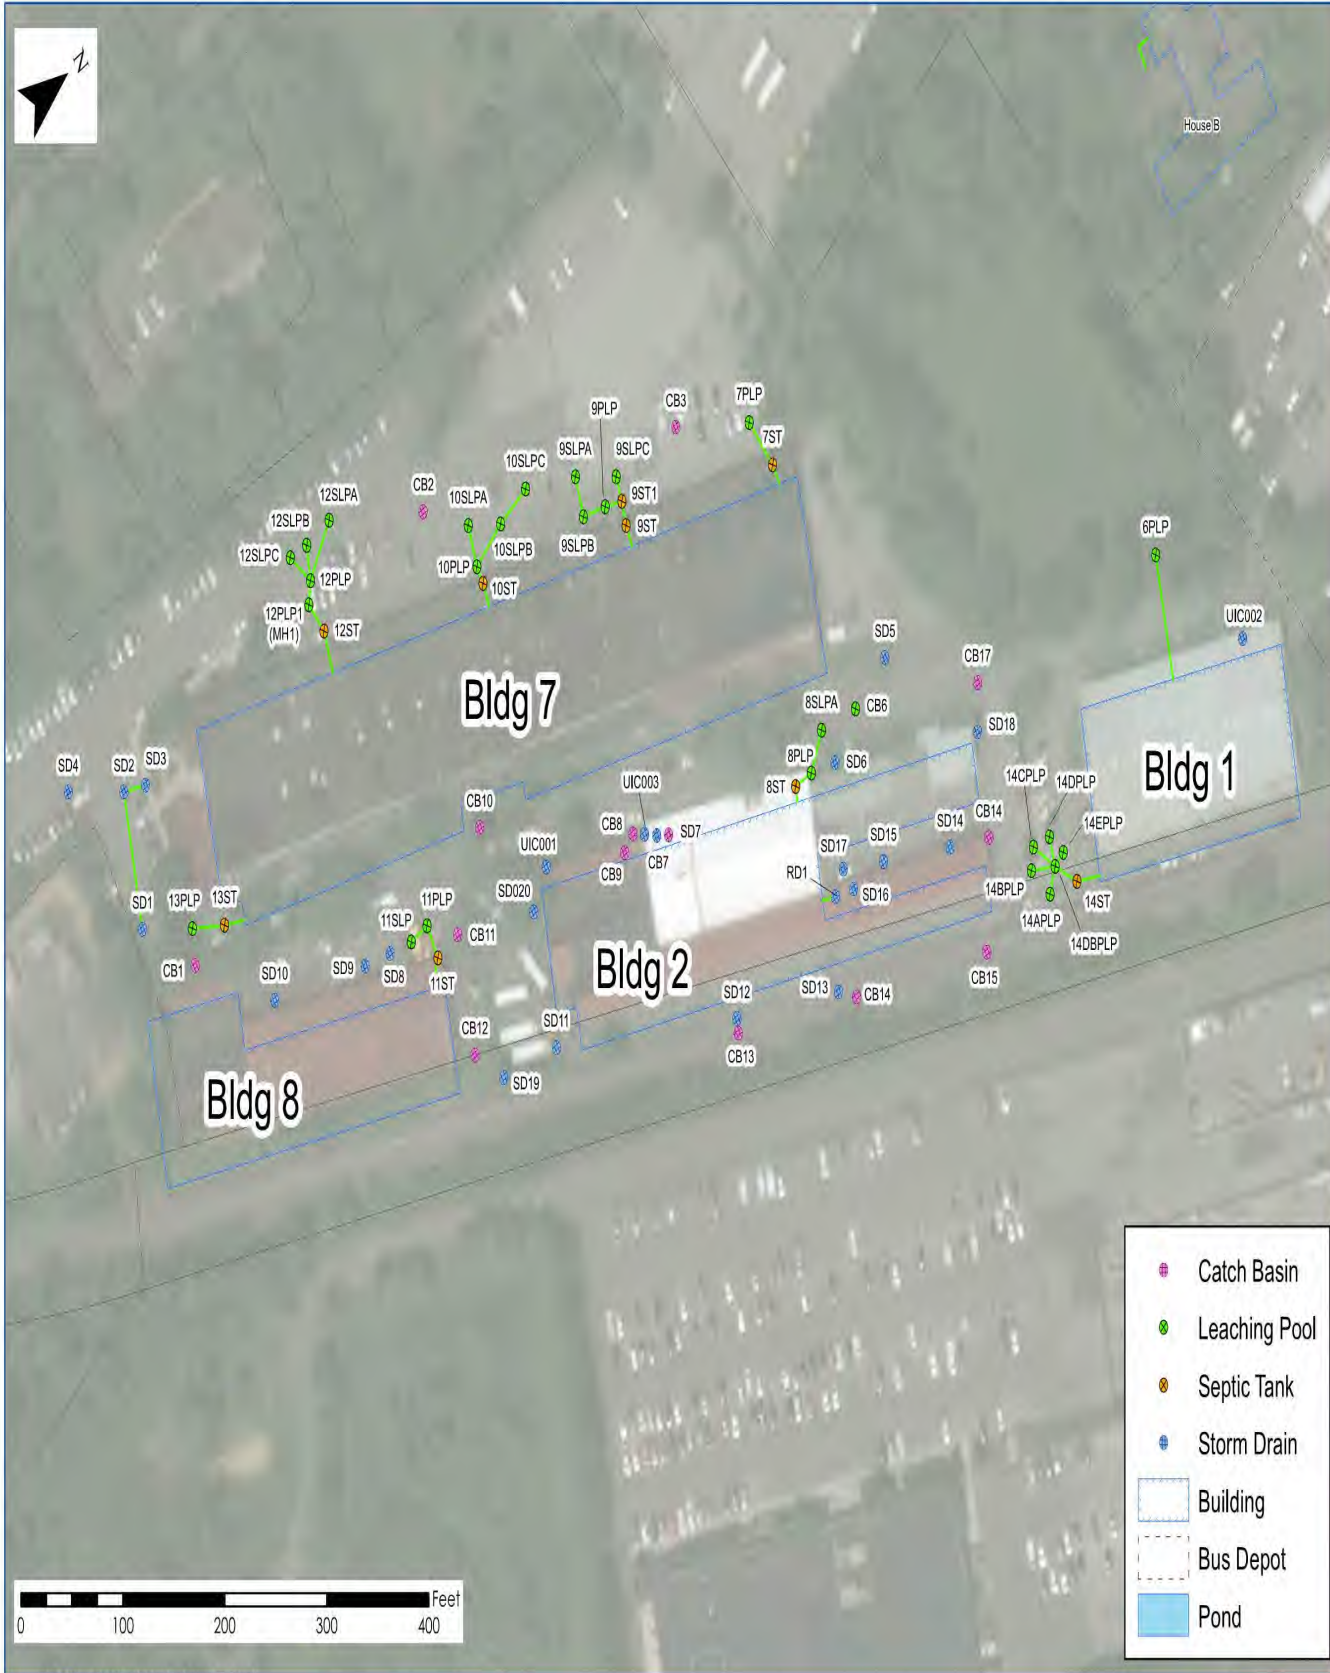 N
House B
CB3
7PLP
9PLP
7ST
9SLPA
9SLPC
10SLPC
12SLPA
CB2
10SLPA
9ST1
12SLPB
9ST
12SLPC
10SLPB
9SLPB
6PLP
10PLP
12PLP
10ST
12PLP1
(MH1)
12ST
UIC002
SD5
CB17
Bldg 7
8SLPA
CB6
SD18
SD3
SD2
SD4
8PLP
SD6
Bldg 1
14CPLP
14DPLP
8ST
UIC003
CB10
CB8
SD7
SD14
CB14
14EPLP
UIC001
CB7
SD17
SD15
CB9
RD1
14BPLP
14ST
SD16
SD020
14APLP
13PLP
13ST
11PLP
11SLP
SD1
CB11
14DBPLP
CB1
SD9
SD8
11ST
Bldg 2
CB15
SD10
SD13
CB14
SD12
SD11
CB12
CB13
SD19
Bldg 8
Catch Basin
Leaching Pool
Septic Tank
Storm Drain
Building
Bus Depot
Pond
Feet
0 100 200 300 400